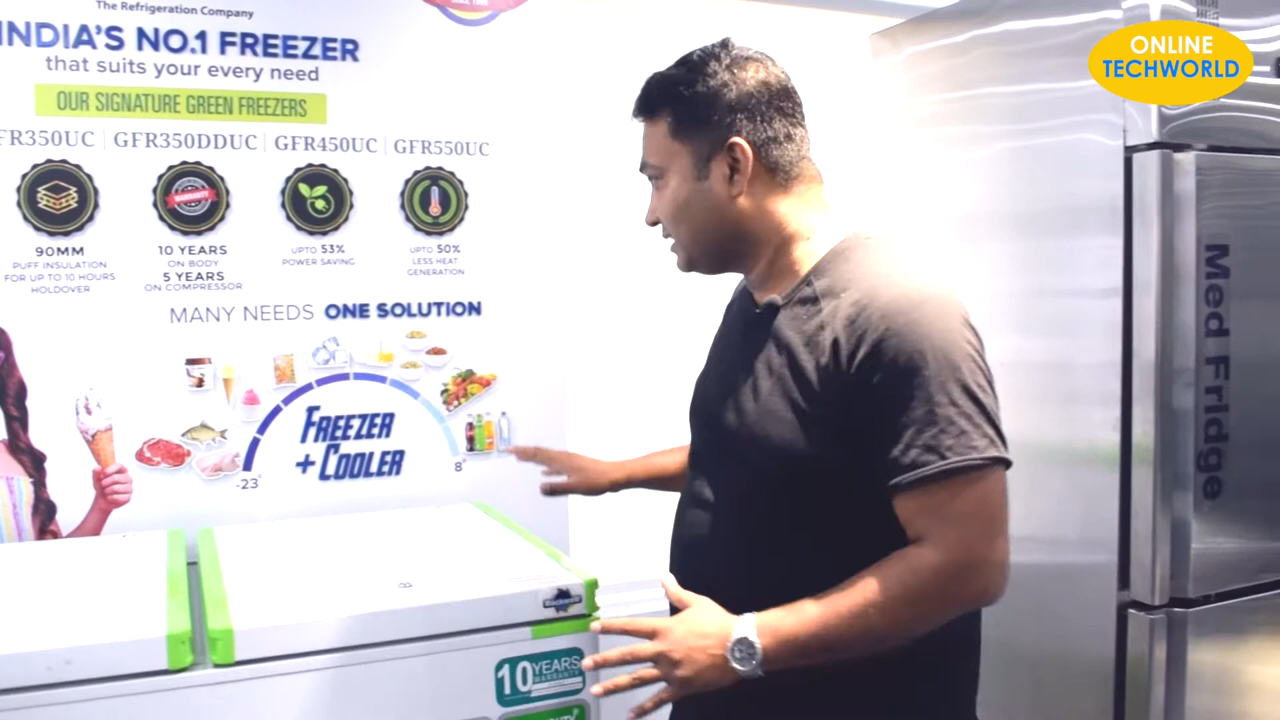 The Refrigeration Company
INDIA'S NO.1 FREEZER
that suits your every need
OUR SIGNATURE GREEN FREEZERS
FR350UC | GFR350DDUC | GFR450UC | GFR550UC
WARRANTY
90MM
PUFF INSULATION
FOR UP TO 10 HOURS
HOLDOVER
10 YEARS
ON BODY
5 YEARS
ON COMPRESSOR
UPTO 53%
POWER SAVING
UPTO 50%
LESS HEAT
GENERATION
MANY NEEDS ONE SOLUTION
FREEZER
+ COOLER
-23°
8°
10 YEARS
WARRANTY
ONLINE
TECHWORLD
Med Fridge